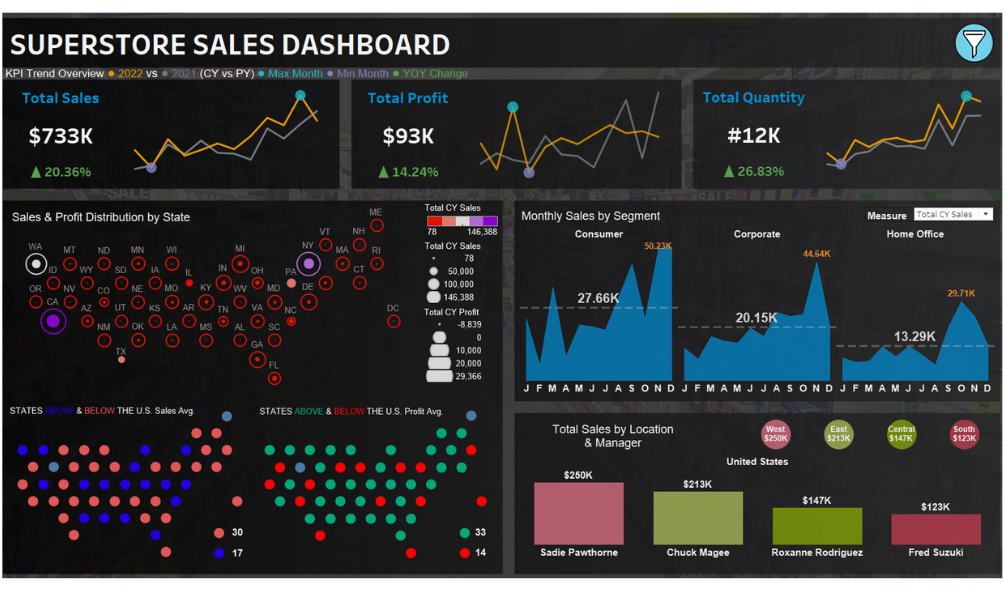 SUPERSTORE SALES DASHBOARD
KPI Trend Overview ● 2022 vs ● 2021 (CY vs PY) ● Max Month ● Min Month ● YOY Change
Total Sales
$733K
▲ 20.36%
Total Profit
$93K
▲ 14.24%
Total Quantity
#12K
▲ 26.83%
SALE
Sales & Profit Distribution by State
ME
VT NH
WA MT ND MN WI MI NY MA RI
ID WY SD IA IL IN OH PA CT
OR NV CO NE MO KY WV MD DE
CA AZ UT KS AR TN VA NC DC
NM OK LA MS AL SC
TX GA
FL
Total CY Sales
78 146,388
Total CY Sales
78
50,000
100,000
146,388
Total CY Profit
-8,839
0
10,000
20,000
29,366
STATES ABOVE & BELOW THE U.S. Sales Avg.
30
17
STATES ABOVE & BELOW THE U.S. Profit Avg.
33
14
Monthly Sales by Segment
Measure Total CY Sales
Consumer Corporate Home Office
50.23K
44.64K
29.71K
27.66K
20.15K
13.29K
J F M A M J J A S O N D J F M A M J J A S O N D J F M A M J J A S O N D
Total Sales by Location
& Manager
West
$250K
East
$213K
Central
$147K
South
$123K
United States
$250K
$213K
$147K
$123K
Sadie Pawthorne Chuck Magee Roxanne Rodriguez Fred Suzuki